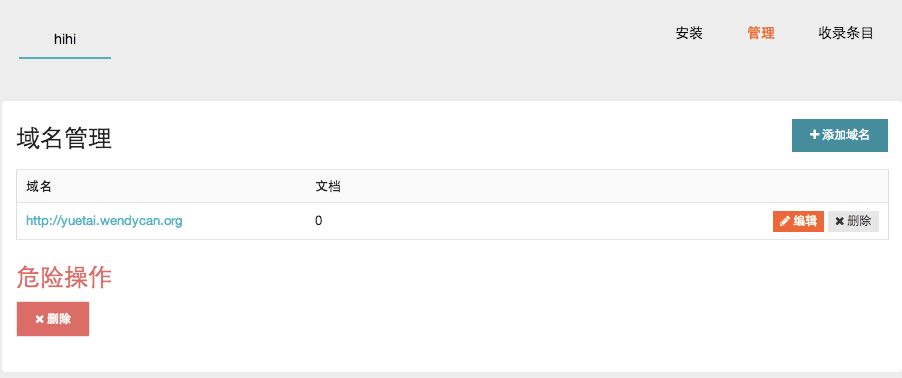 hihi
安装 管理 收录条目
域名管理
添加域名
域名 文档
http://yuetai.wendycan.org 0 编辑 删除
危险操作
删除